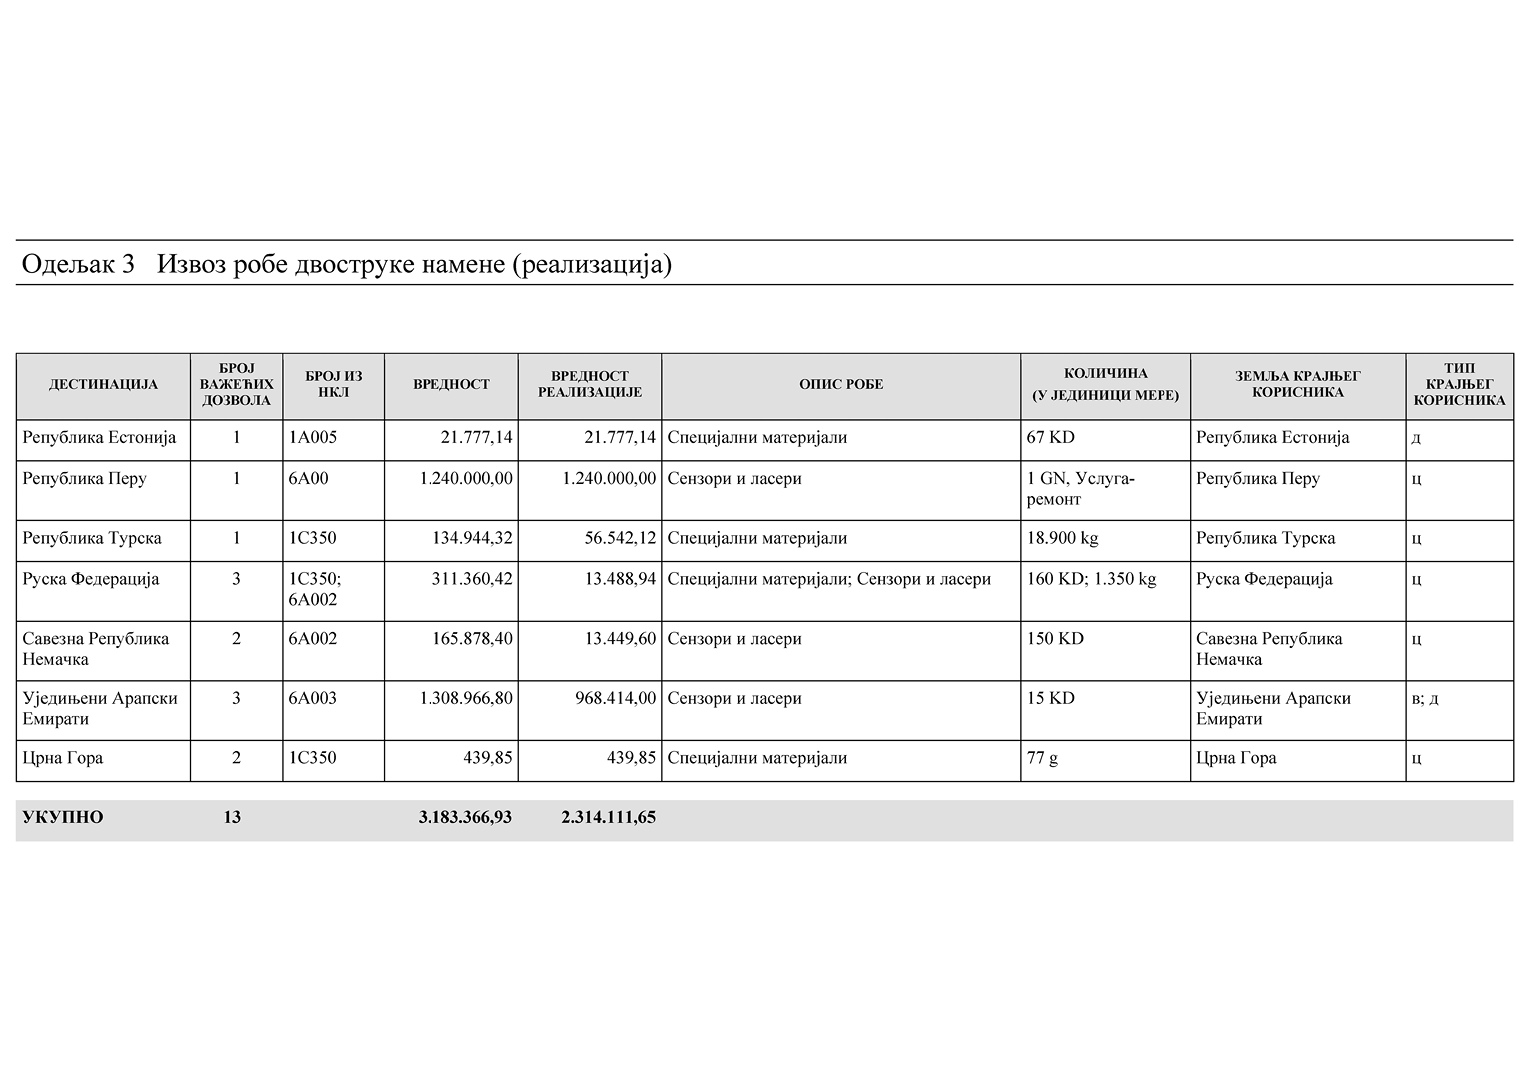 Одељак 3 Извоз робе двоструке намене (реализација)
ДЕСТИНАЦИЈА
БРОЈ
ВАЖЕЋИХ
ДОЗВОЛА
БРОЈ ИЗ
НКЛ
ВРЕДНОСТ
ВРЕДНОСТ
РЕАЛИЗАЦИЈЕ
ОПИС РОБЕ
КОЛИЧИНА
(У ЈЕДИНИЦИ МЕРЕ)
ЗЕМЉА КРАЈЊЕГ
КОРИСНИКА
ТИП
КРАЈЊЕГ
КОРИСНИКА
Република Естонија 1 1A005 21.777,14 21.777,14 Специјални материјали 67 KD Република Естонија д
Република Перу 1 6A00 1.240.000,00 1.240.000,00 Сензори и ласери 1 GN, Услуга- Република Перу ц
ремонт
Република Турска 1 1C350 134.944,32 56.542,12 Специјални материјали 18.900 kg Република Турска ц
Руска Федерација 3 1C350; 311.360,42 13.488,94 Специјални материјали; Сензори и ласери 160 KD; 1.350 kg Руска Федерација ц
6A002
Савезна Република 2 6A002 165.878,40 13.449,60 Сензори и ласери 150 KD Савезна Република ц
Немачка Немачка
Уједињени Арапски 3 6A003 1.308.966,80 968.414,00 Сензори и ласери 15 KD Уједињени Арапски в; д
Емирати Емирати
Црна Гора 2 1C350 439,85 439,85 Специјални материјали 77 g Црна Гора ц
УКУПНО 13 3.183.366,93 2.314.111,65